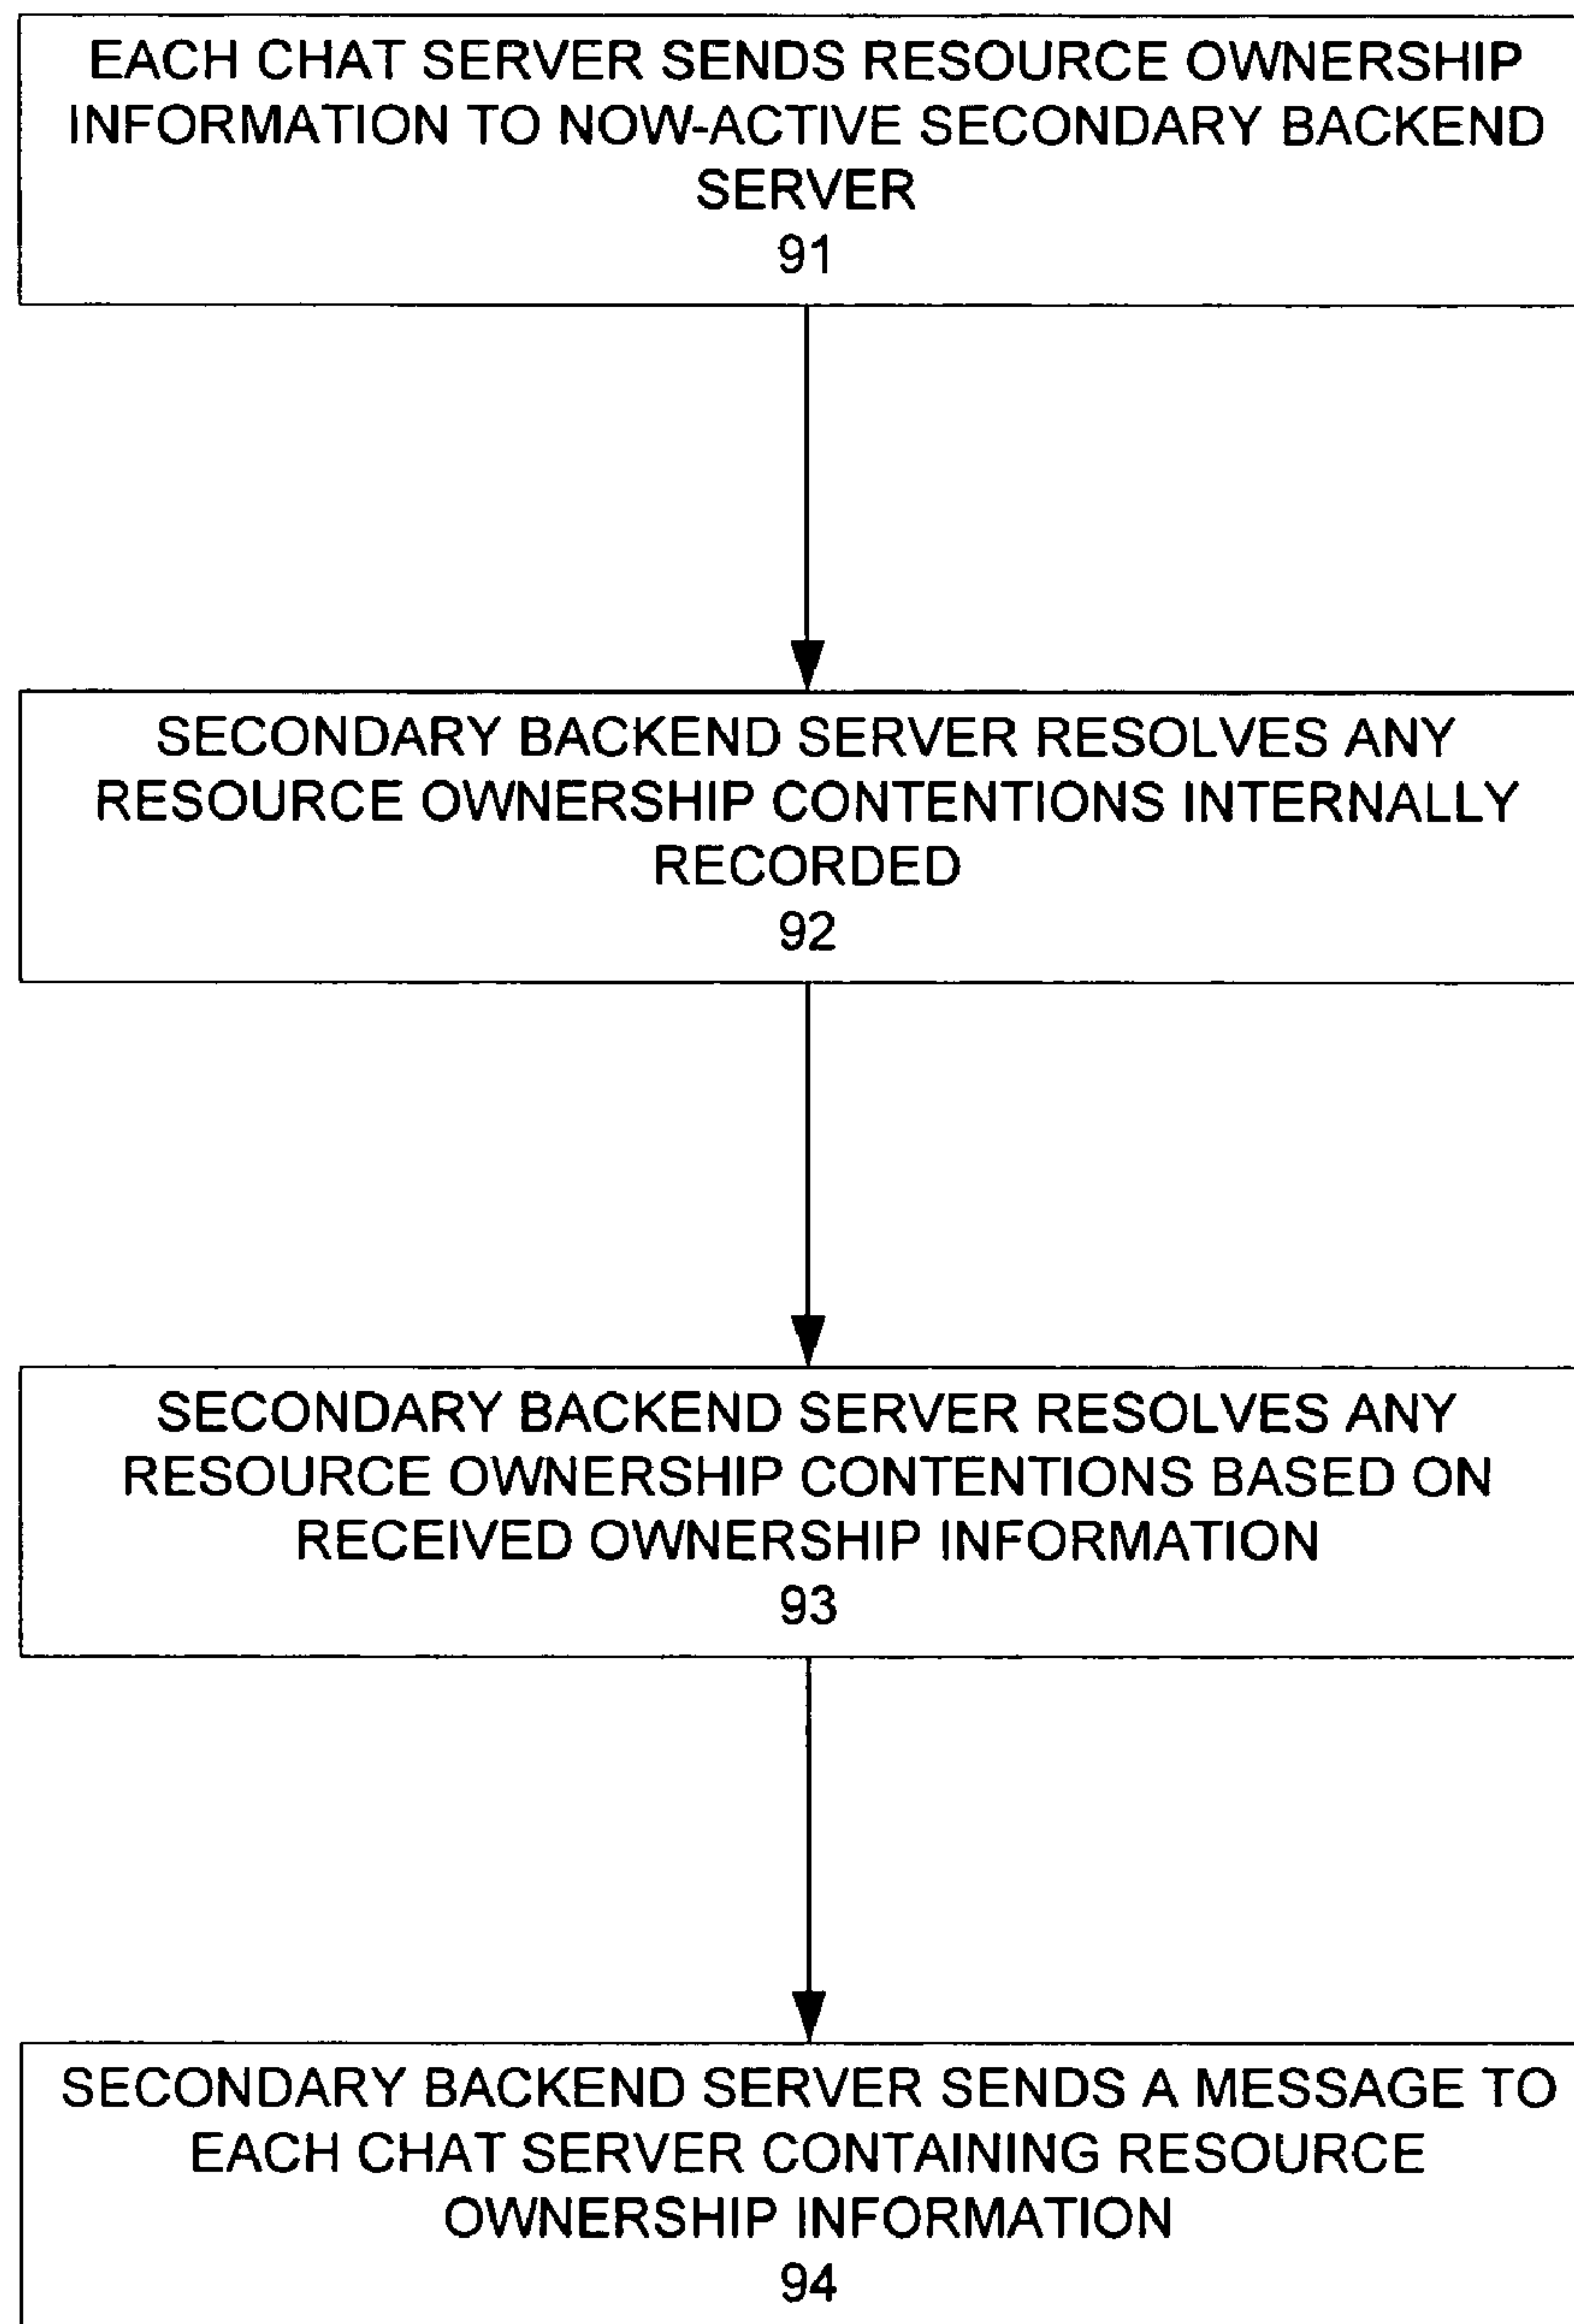 EACH CHAT SERVER SENDS RESOURCE OWNERSHIP
INFORMATION TO NOW-ACTIVE SECONDARY BACKEND
SERVER
91
SECONDARY BACKEND SERVER RESOLVES ANY
RESOURCE OWNERSHIP CONTENTIONS INTERNALLY
RECORDED
92
SECONDARY BACKEND SERVER RESOLVES ANY
RESOURCE OWNERSHIP CONTENTIONS BASED ON
RECEIVED OWNERSHIP INFORMATION
93
SECONDARY BACKEND SERVER SENDS A MESSAGE TO
EACH CHAT SERVER CONTAINING RESOURCE
OWNERSHIP INFORMATION
94